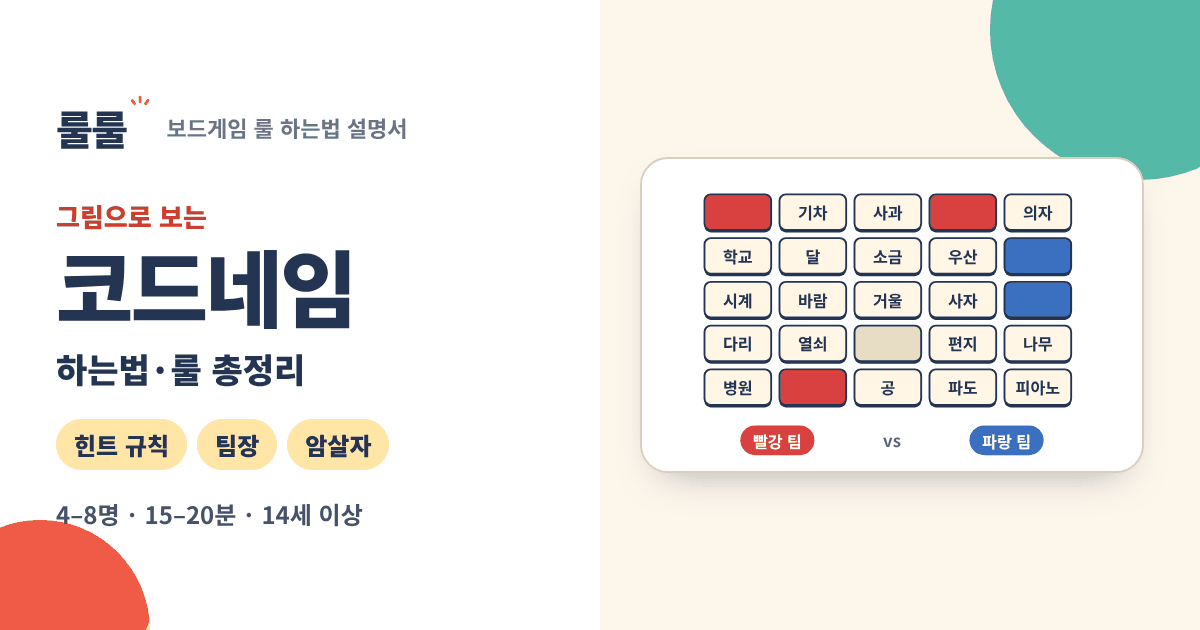 룰룰 보드게임 룰 하는법 설명서
그림으로 보는
코드네임
하는법·룰 총정리
힌트 규칙 팀장 암살자
4–8명 · 15–20분 · 14세 이상
기차 사과 의자
학교 달 소금 우산
시계 바람 거울 사자
다리 열쇠 편지 나무
병원 공 파도 피아노
빨강 팀 vs 파랑 팀